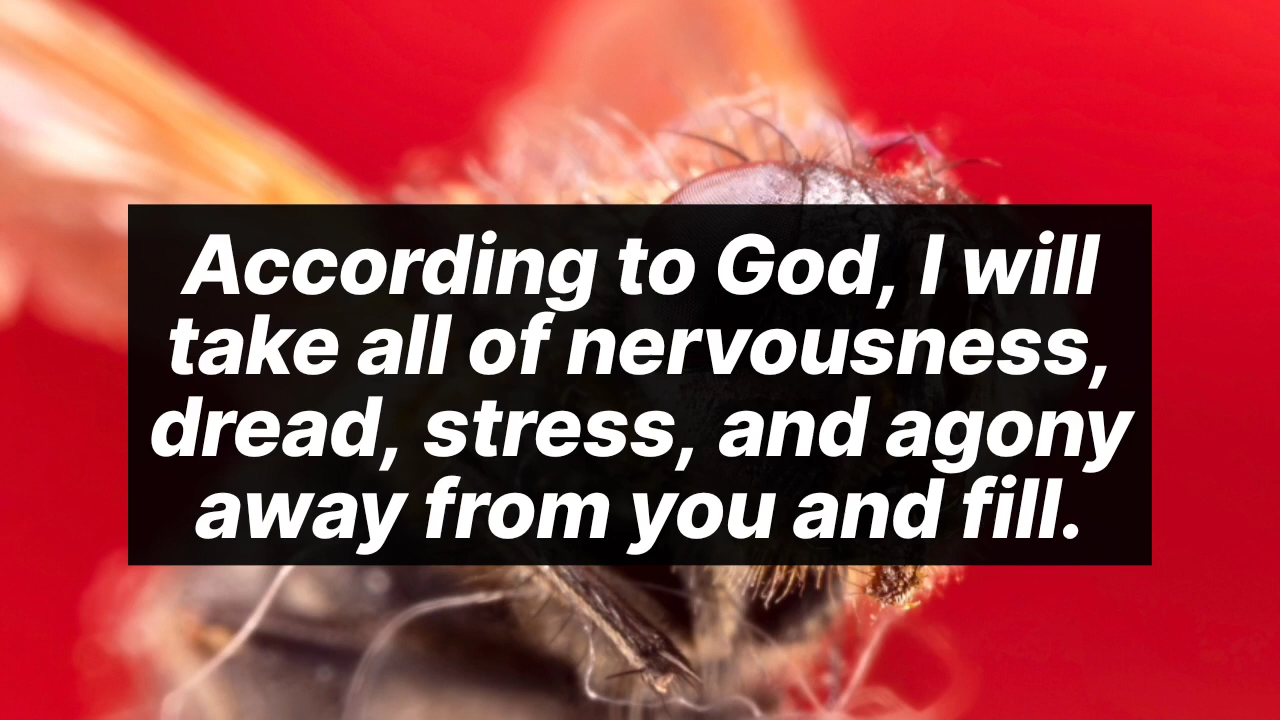 According to God, I will
take all of nervousness,
dread, stress, and agony
away from you and fill.